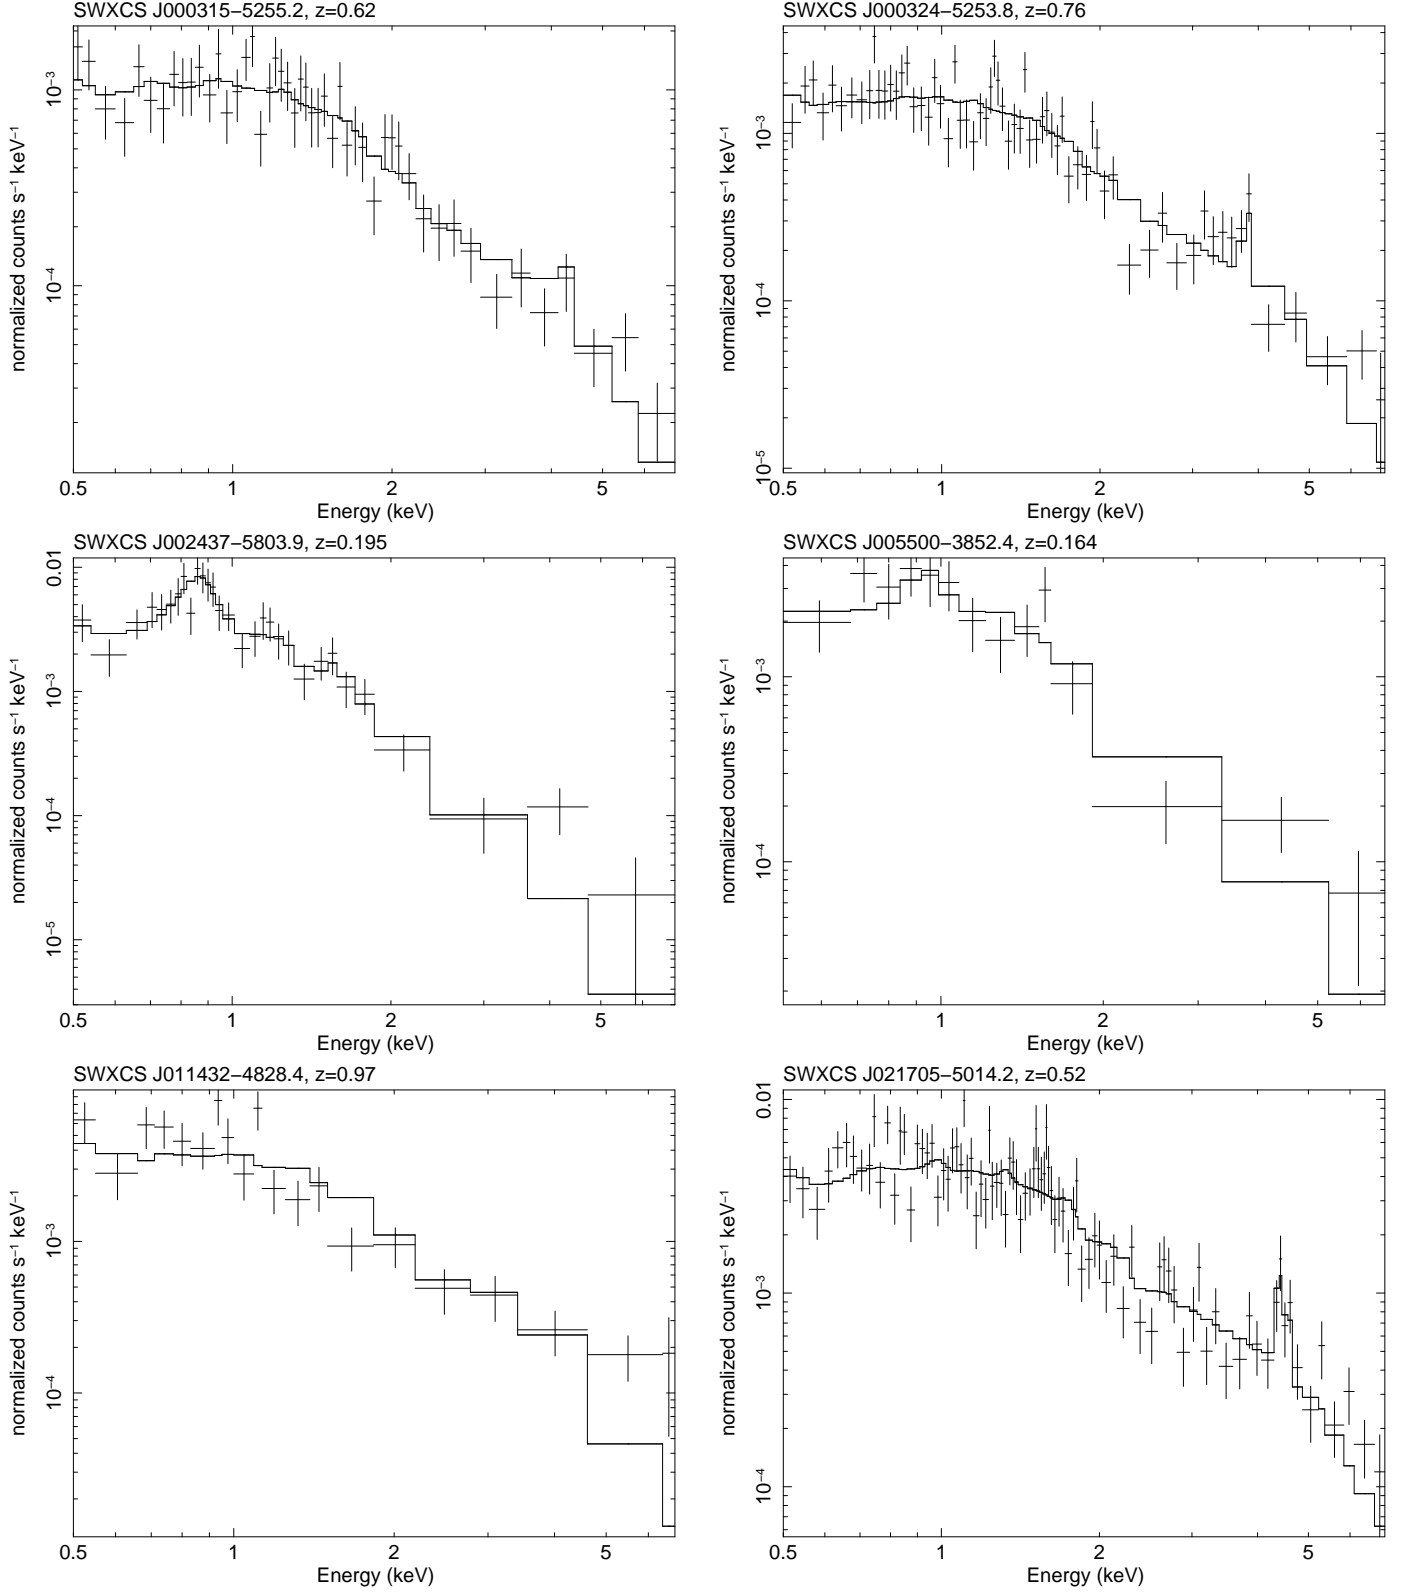 SWXCS J000315−5255.2, z=0.62
normalized counts s⁻¹ keV⁻¹
10⁻³
10⁻⁴
0.5 1 2 5
Energy (keV)
SWXCS J000324−5253.8, z=0.76
normalized counts s⁻¹ keV⁻¹
10⁻³
10⁻⁴
10⁻⁵
0.5 1 2 5
Energy (keV)
SWXCS J002437−5803.9, z=0.195
normalized counts s⁻¹ keV⁻¹
0.01
10⁻³
10⁻⁴
10⁻⁵
0.5 1 2 5
Energy (keV)
SWXCS J005500−3852.4, z=0.164
normalized counts s⁻¹ keV⁻¹
10⁻³
10⁻⁴
1 2 5
Energy (keV)
SWXCS J011432−4828.4, z=0.97
normalized counts s⁻¹ keV⁻¹
10⁻³
10⁻⁴
0.5 1 2 5
Energy (keV)
SWXCS J021705−5014.2, z=0.52
normalized counts s⁻¹ keV⁻¹
0.01
10⁻³
10⁻⁴
0.5 1 2 5
Energy (keV)